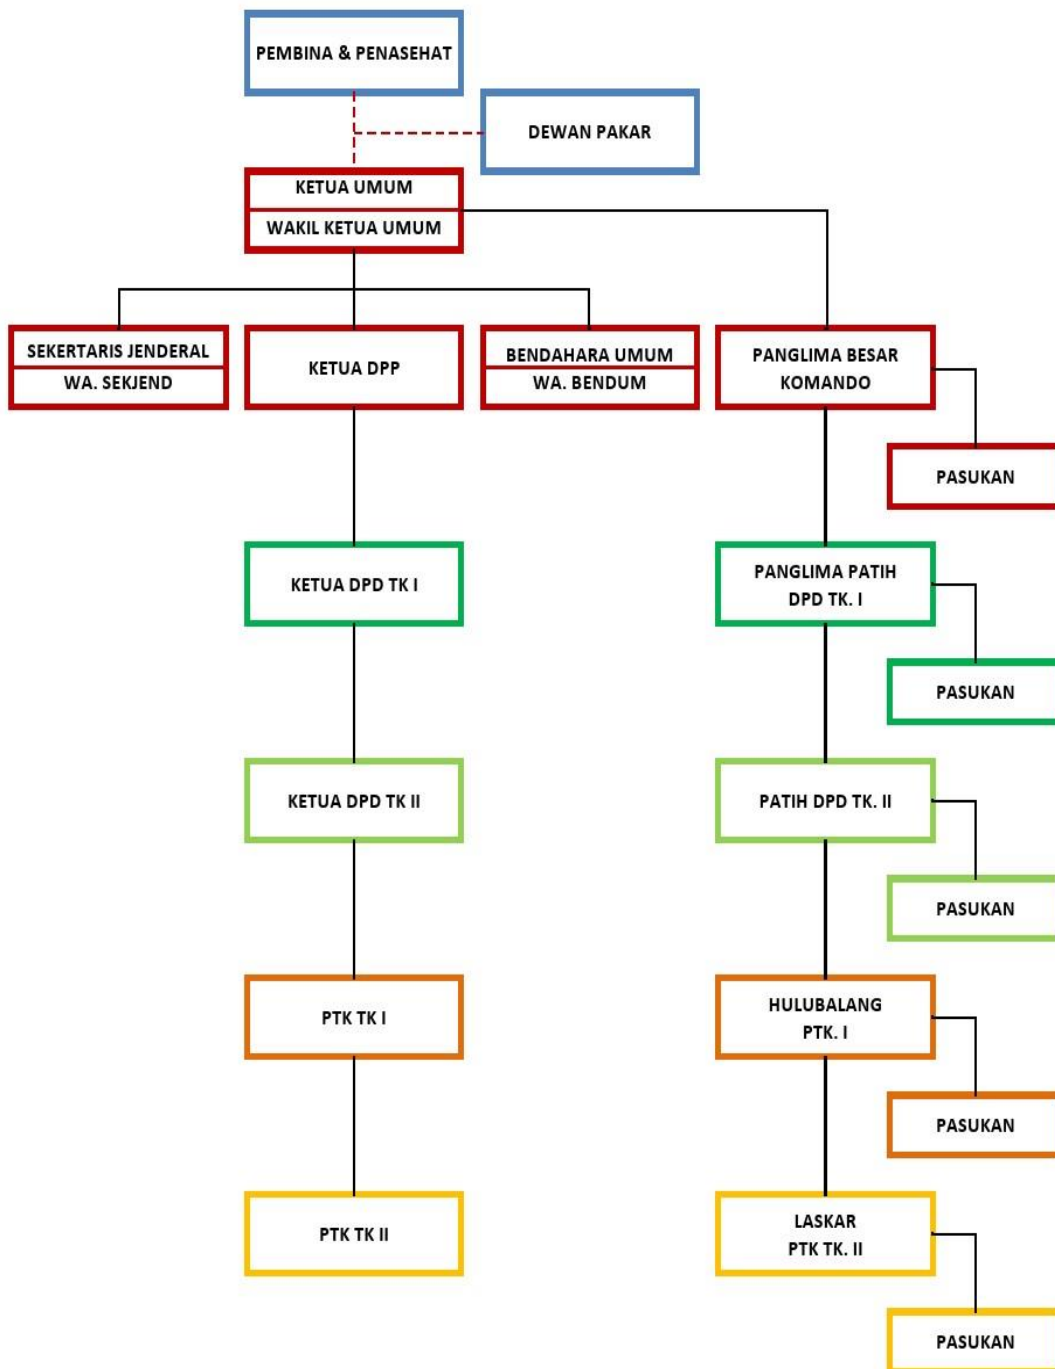 PEMBINA & PENASEHAT
DEWAN PAKAR
KETUA UMUM
WAKIL KETUA UMUM
SEKERTARIS JENDERAL
WA. SEKJEND
KETUA DPP
BENDAHARA UMUM
WA. BENDUM
PANGLIMA BESAR
KOMANDO
PASUKAN
KETUA DPD TK I
PANGLIMA PATIH
DPD TK. I
PASUKAN
KETUA DPD TK II
PATIH DPD TK. II
PASUKAN
PTK TK I
HULUBALANG
PTK. I
PASUKAN
PTK TK II
LASKAR
PTK TK. II
PASUKAN